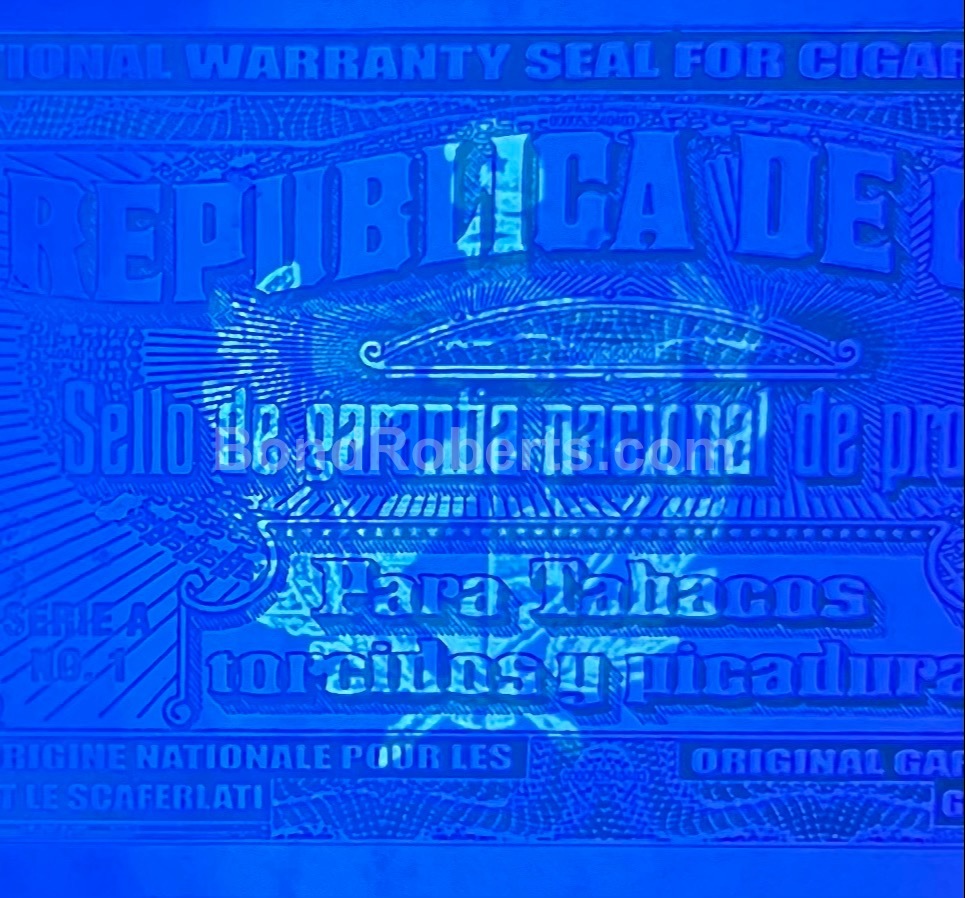 IONAL WARRANTY SEAL FOR CIGAR
REPUBLICA DE
Sello de garantia nacional de pro
BondRoberts.com
Para Tabacos
SERIE A
NO. 1
torcidos y picadura
RIGINE NATIONALE POUR LES
ORIGINAL GAR
T LE SCAFERLATI
G